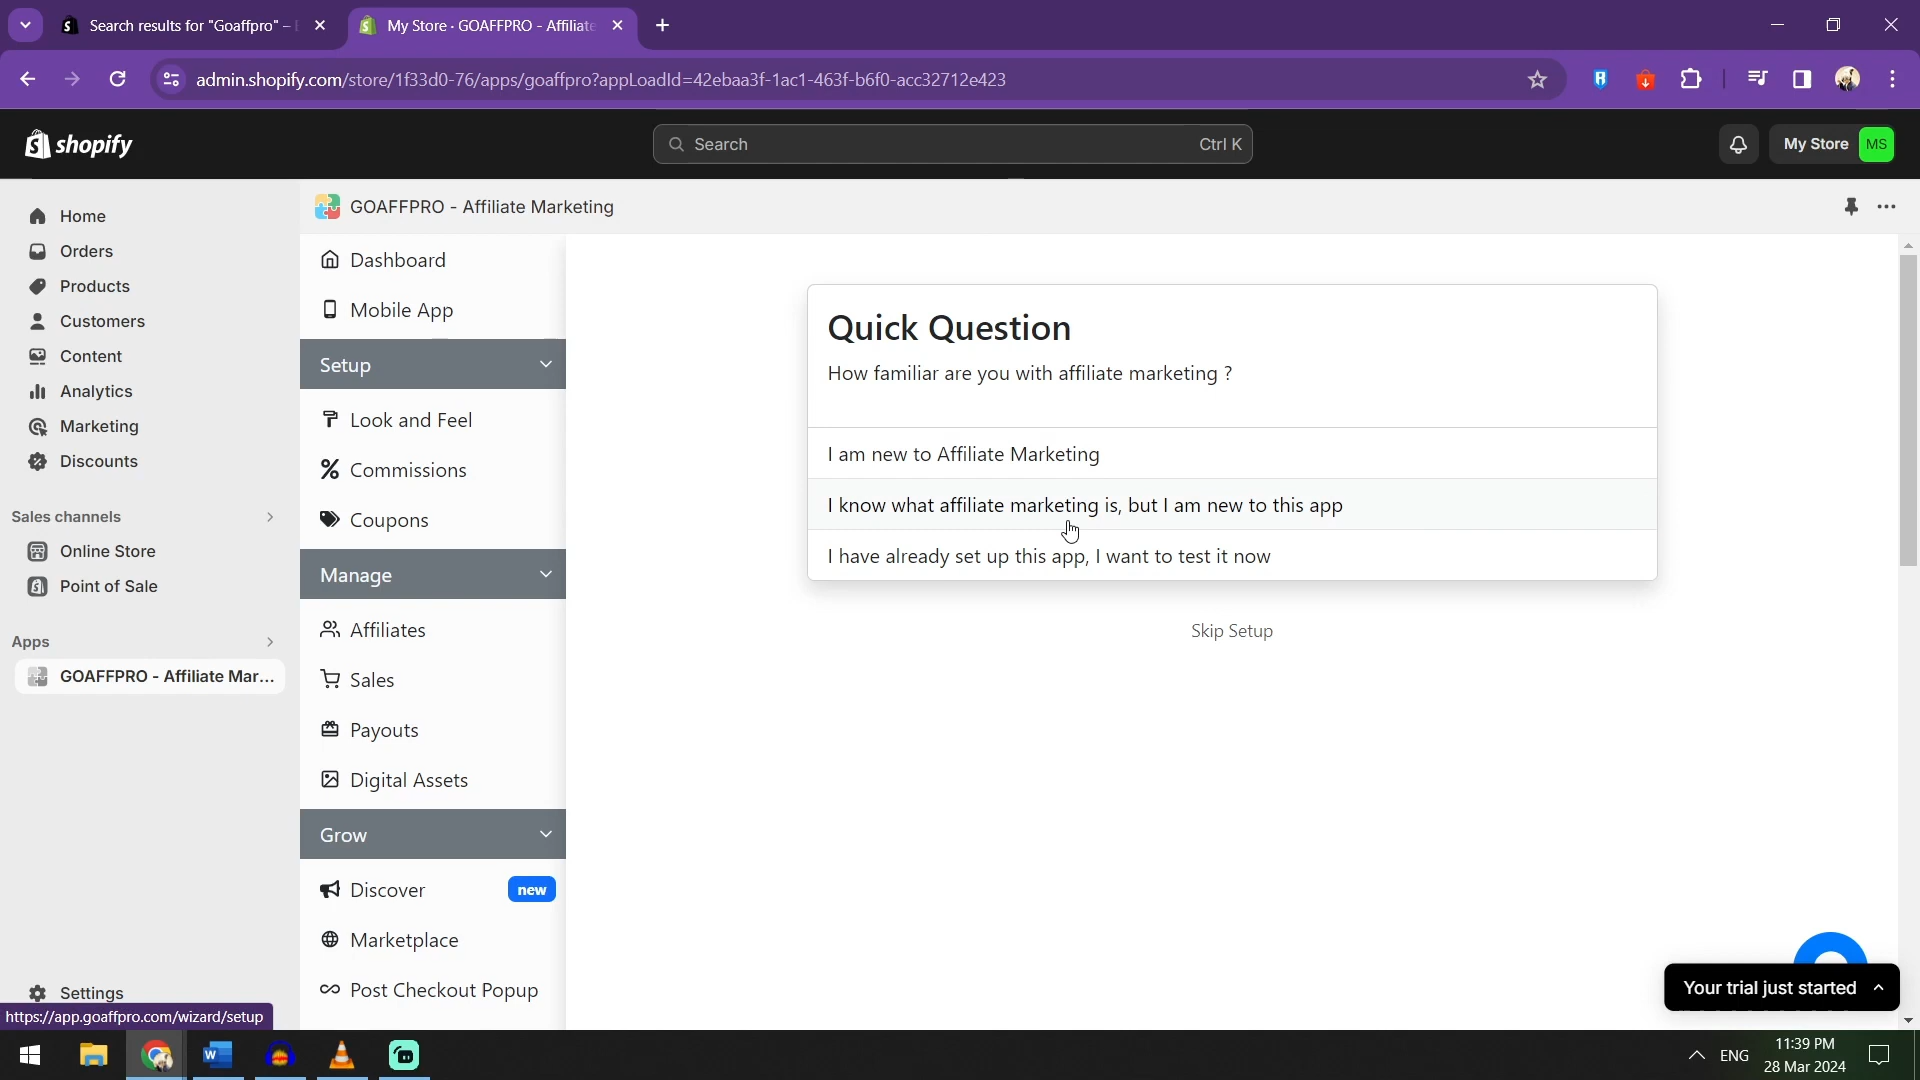 Search results for "Goaffpro" –
My Store · GOAFFPRO - Affiliate
admin.shopify.com/store/1f33d0-76/apps/goaffpro?appLoadId=42ebaa3f-1ac1-463f-b6f0-acc32712e423
shopify
Search
Ctrl K
My Store
MS
Home
Orders
Products
Customers
Content
Analytics
Marketing
Discounts
Sales channels
Online Store
Point of Sale
Apps
GOAFFPRO - Affiliate Mar...
Settings
https://app.goaffpro.com/wizard/setup
GOAFFPRO - Affiliate Marketing
Dashboard
Mobile App
Setup
Look and Feel
Commissions
Coupons
Manage
Affiliates
Sales
Payouts
Digital Assets
Grow
Discover
new
Marketplace
Post Checkout Popup
Quick Question
How familiar are you with affiliate marketing ?
I am new to Affiliate Marketing
I know what affiliate marketing is, but I am new to this app
I have already set up this app, I want to test it now
Skip Setup
Your trial just started
ENG
11:39 PM
28 Mar 2024